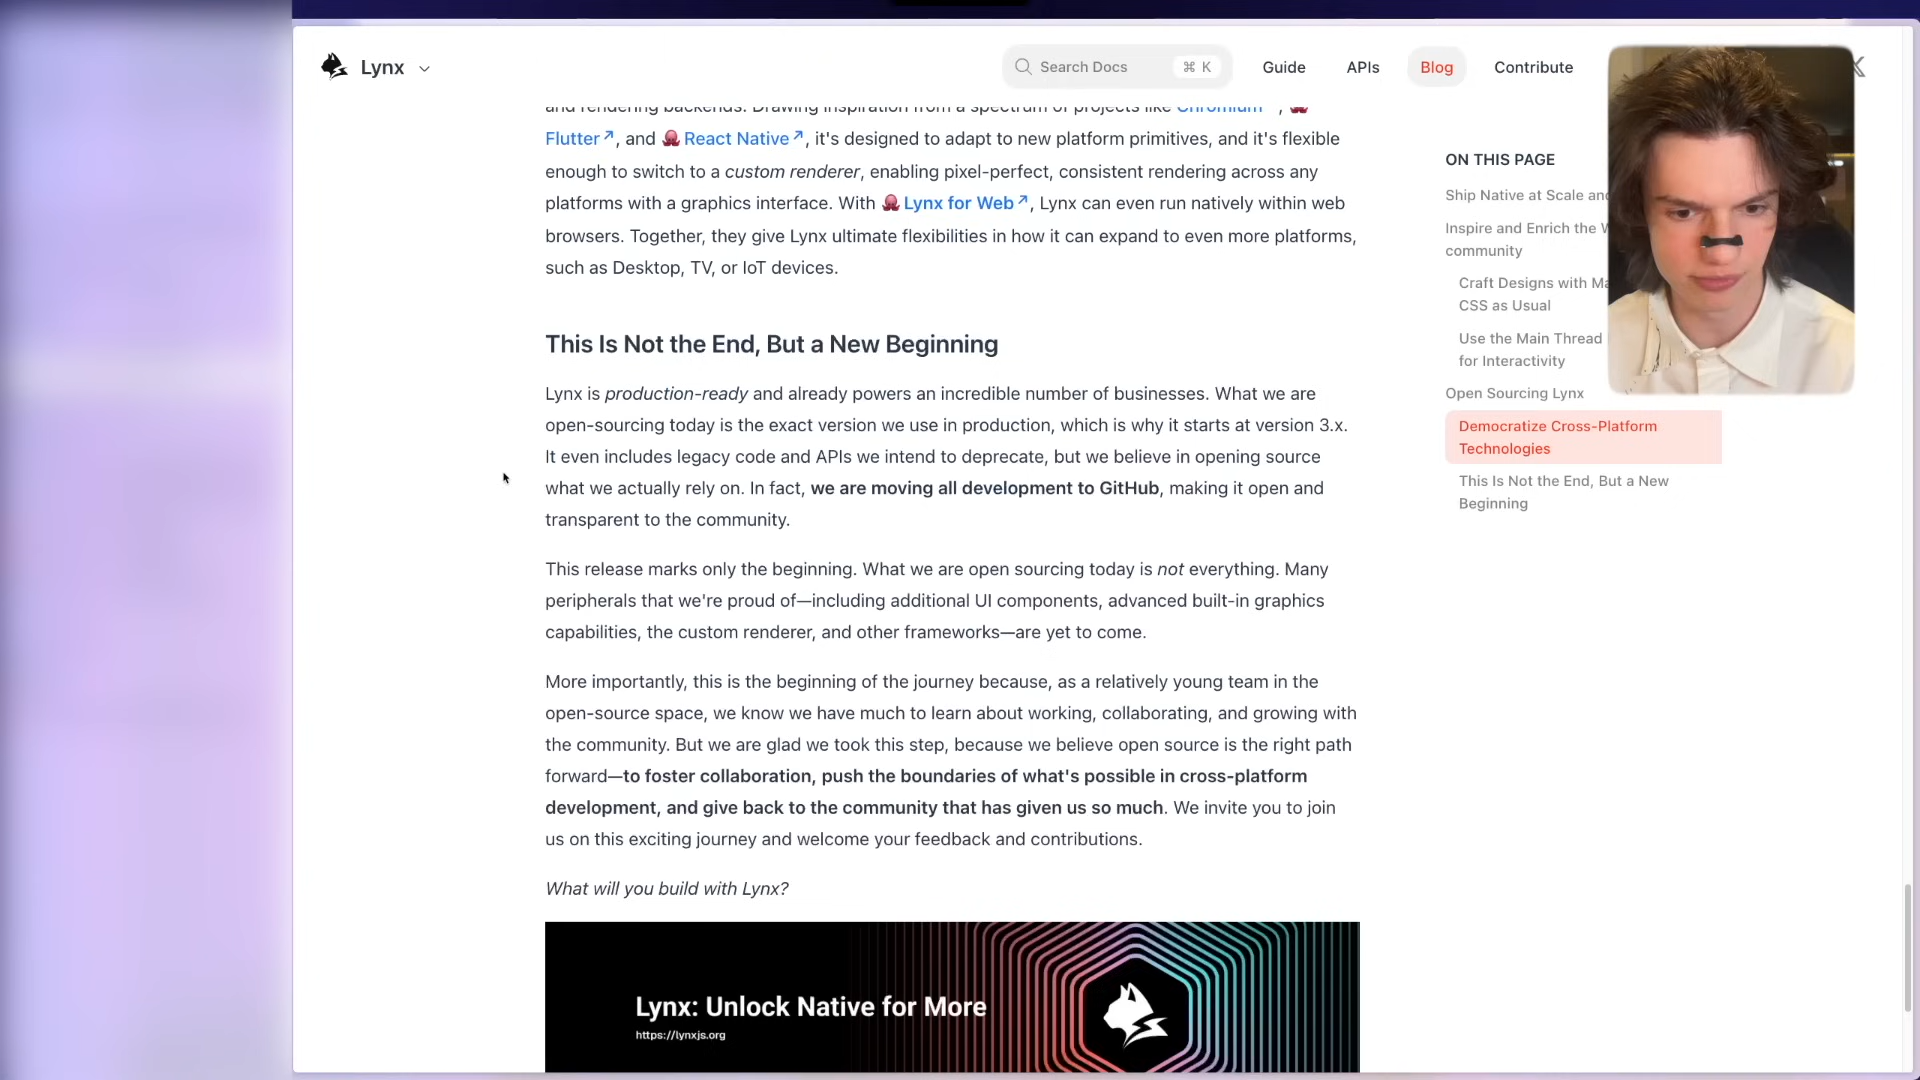 Lynx
Search Docs
⌘ K
Guide
APIs
Blog
Contribute
and rendering backends. Drawing inspiration from a spectrum of projects like Chromium ,
Flutter↗, and React Native↗, it's designed to adapt to new platform primitives, and it's flexible
enough to switch to a custom renderer, enabling pixel-perfect, consistent rendering across any
platforms with a graphics interface. With Lynx for Web↗, Lynx can even run natively within web
browsers. Together, they give Lynx ultimate flexibilities in how it can expand to even more platforms,
such as Desktop, TV, or IoT devices.
This Is Not the End, But a New Beginning
Lynx is production-ready and already powers an incredible number of businesses. What we are
open-sourcing today is the exact version we use in production, which is why it starts at version 3.x.
It even includes legacy code and APIs we intend to deprecate, but we believe in opening source
what we actually rely on. In fact, we are moving all development to GitHub, making it open and
transparent to the community.
This release marks only the beginning. What we are open sourcing today is not everything. Many
peripherals that we're proud of—including additional UI components, advanced built-in graphics
capabilities, the custom renderer, and other frameworks—are yet to come.
More importantly, this is the beginning of the journey because, as a relatively young team in the
open-source space, we know we have much to learn about working, collaborating, and growing with
the community. But we are glad we took this step, because we believe open source is the right path
forward—to foster collaboration, push the boundaries of what's possible in cross-platform
development, and give back to the community that has given us so much. We invite you to join
us on this exciting journey and welcome your feedback and contributions.
What will you build with Lynx?
Lynx: Unlock Native for More
https://lynxjs.org
ON THIS PAGE
Ship Native at Scale and
Inspire and Enrich the
community
Craft Designs with
CSS as Usual
Use the Main Thread
for Interactivity
Open Sourcing Lynx
Democratize Cross-Platform
Technologies
This Is Not the End, But a New
Beginning